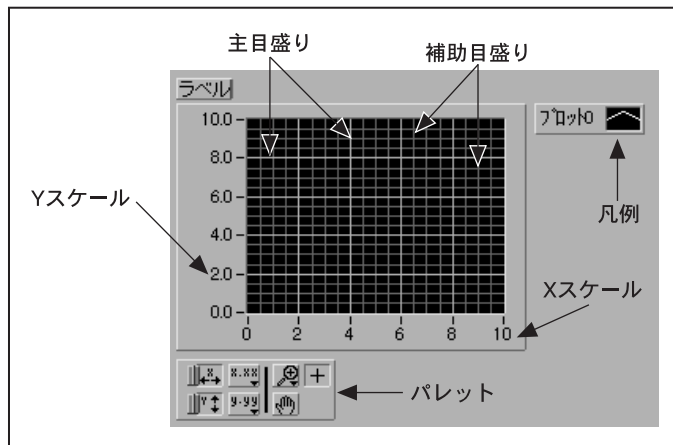 主目盛り
補助目盛り
ラベル
プロット0
10.0
8.0
6.0
4.0
2.0
0.0
0 2 4 6 8 10
Yスケール
凡例
Xスケール
X X.XX
Y Y.YY
パレット